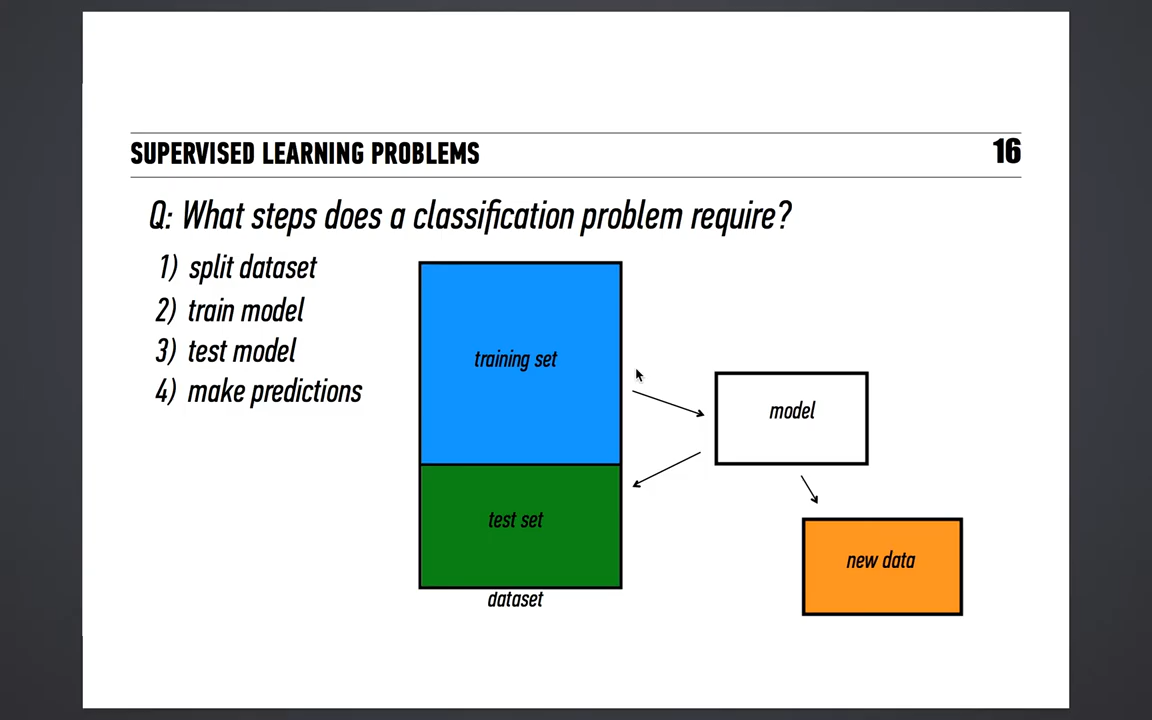 SUPERVISED LEARNING PROBLEMS
16
Q: What steps does a classification problem require?
1) split dataset
2) train model
3) test model
4) make predictions
training set
model
test set
new data
dataset